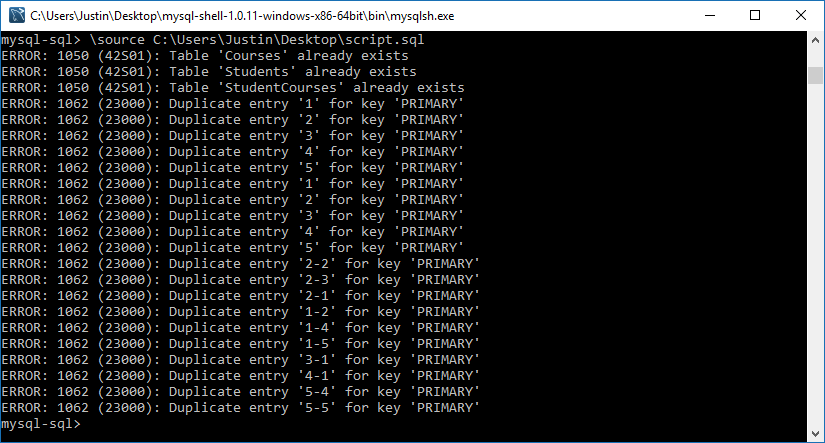 C:\Users\Justin\Desktop\mysql-shell-1.0.11-windows-x86-64bit\bin\mysqlsh.exe
mysql-sql> \source C:\Users\Justin\Desktop\script.sql
ERROR: 1050 (42S01): Table 'Courses' already exists
ERROR: 1050 (42S01): Table 'Students' already exists
ERROR: 1050 (42S01): Table 'StudentCourses' already exists
ERROR: 1062 (23000): Duplicate entry '1' for key 'PRIMARY'
ERROR: 1062 (23000): Duplicate entry '2' for key 'PRIMARY'
ERROR: 1062 (23000): Duplicate entry '3' for key 'PRIMARY'
ERROR: 1062 (23000): Duplicate entry '4' for key 'PRIMARY'
ERROR: 1062 (23000): Duplicate entry '5' for key 'PRIMARY'
ERROR: 1062 (23000): Duplicate entry '1' for key 'PRIMARY'
ERROR: 1062 (23000): Duplicate entry '2' for key 'PRIMARY'
ERROR: 1062 (23000): Duplicate entry '3' for key 'PRIMARY'
ERROR: 1062 (23000): Duplicate entry '4' for key 'PRIMARY'
ERROR: 1062 (23000): Duplicate entry '5' for key 'PRIMARY'
ERROR: 1062 (23000): Duplicate entry '2-2' for key 'PRIMARY'
ERROR: 1062 (23000): Duplicate entry '2-3' for key 'PRIMARY'
ERROR: 1062 (23000): Duplicate entry '2-1' for key 'PRIMARY'
ERROR: 1062 (23000): Duplicate entry '1-2' for key 'PRIMARY'
ERROR: 1062 (23000): Duplicate entry '1-4' for key 'PRIMARY'
ERROR: 1062 (23000): Duplicate entry '1-5' for key 'PRIMARY'
ERROR: 1062 (23000): Duplicate entry '3-1' for key 'PRIMARY'
ERROR: 1062 (23000): Duplicate entry '4-1' for key 'PRIMARY'
ERROR: 1062 (23000): Duplicate entry '5-4' for key 'PRIMARY'
ERROR: 1062 (23000): Duplicate entry '5-5' for key 'PRIMARY'
mysql-sql>